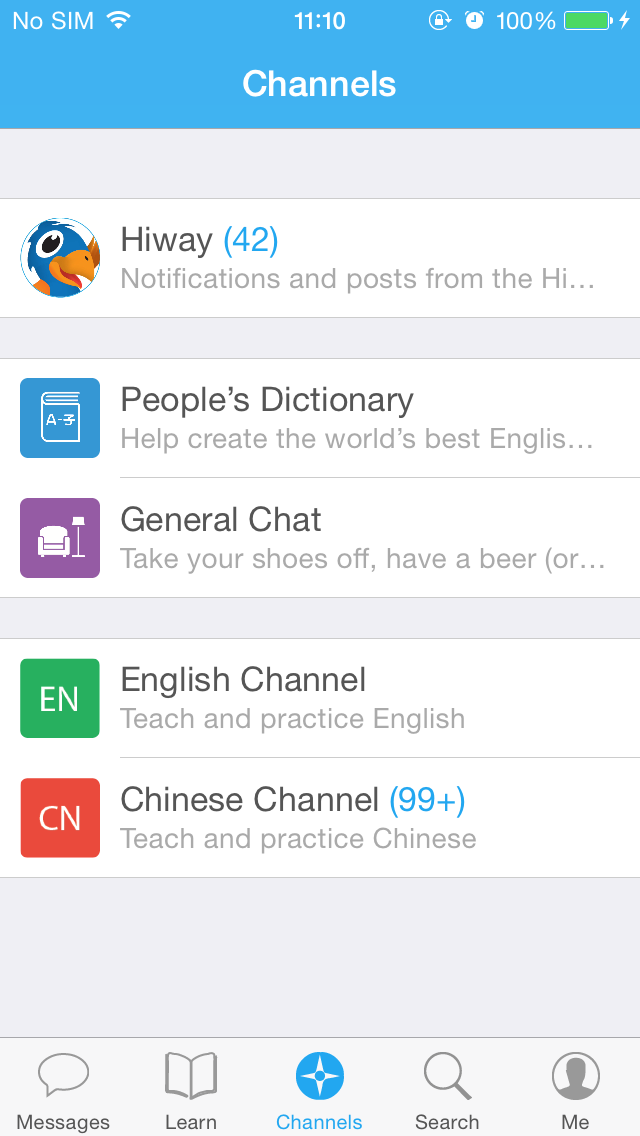 No SIM 11:10 100%
Channels
Hiway (42)
Notifications and posts from the Hi…
A-子
People’s Dictionary
Help create the world’s best Englis…
General Chat
Take your shoes off, have a beer (or…
EN
English Channel
Teach and practice English
CN
Chinese Channel (99+)
Teach and practice Chinese
Messages Learn Channels Search Me